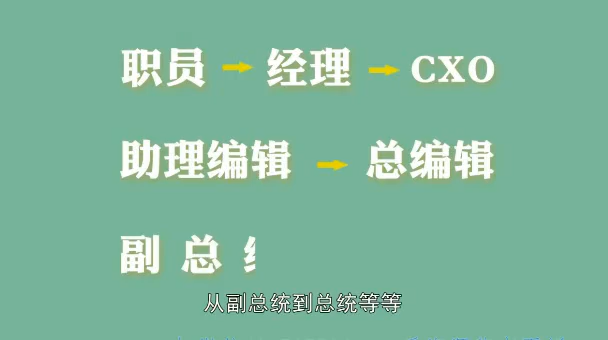 职员 → 经理 → CXO
助理编辑 → 总编辑
副 总
从副总统到总统等等